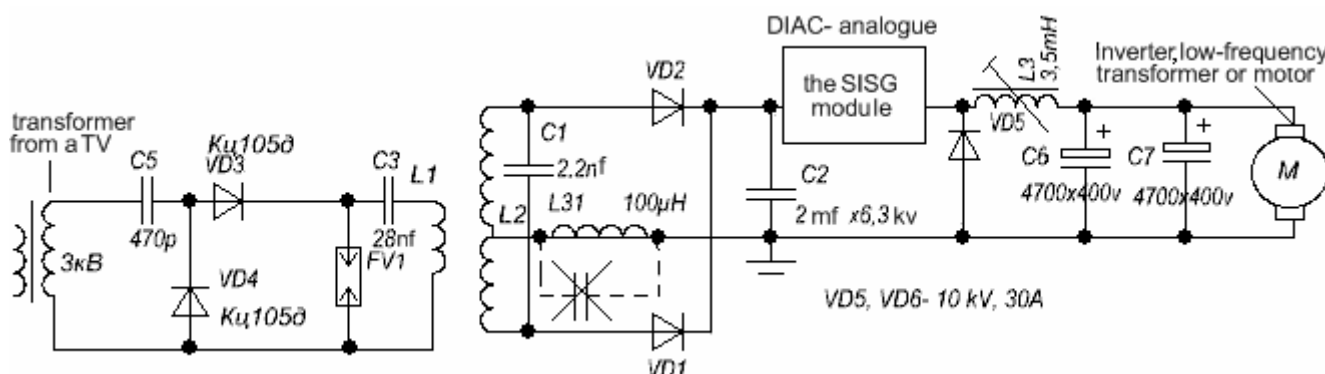 transformer
from a TV
3кВ
C5
470p
VD3
Кц105д
VD4
Кц105д
C3
28nf
FV1
L1
L2
C1
2.2nf
L31
100µH
VD2
VD1
C2
2 mf x6,3 kv
DIAC- analogue
the SISG
module
L3
3,5mH
VD5
C6
+
4700x400v
C7
+
4700x400v
Inverter,low-frequency
transformer or motor
M
VD5, VD6- 10 kV, 30A